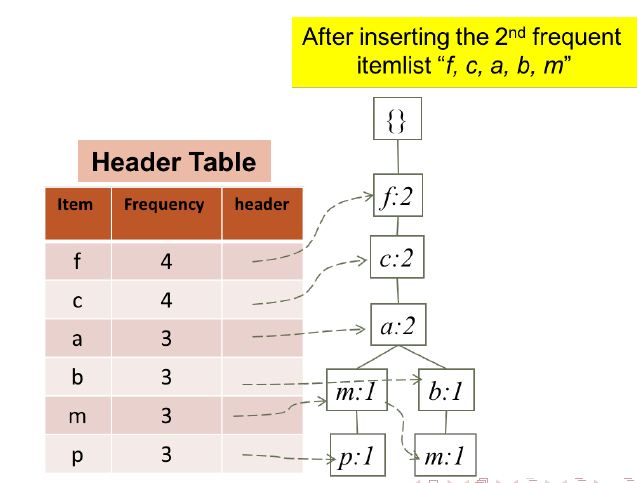 After inserting the 2nd frequent
itemlist “f, c, a, b, m”
{}
Header Table
Item Frequency header
f 4
c 4
a 3
b 3
m 3
p 3
f:2
c:2
a:2
m:1 b:1
p:1 m:1